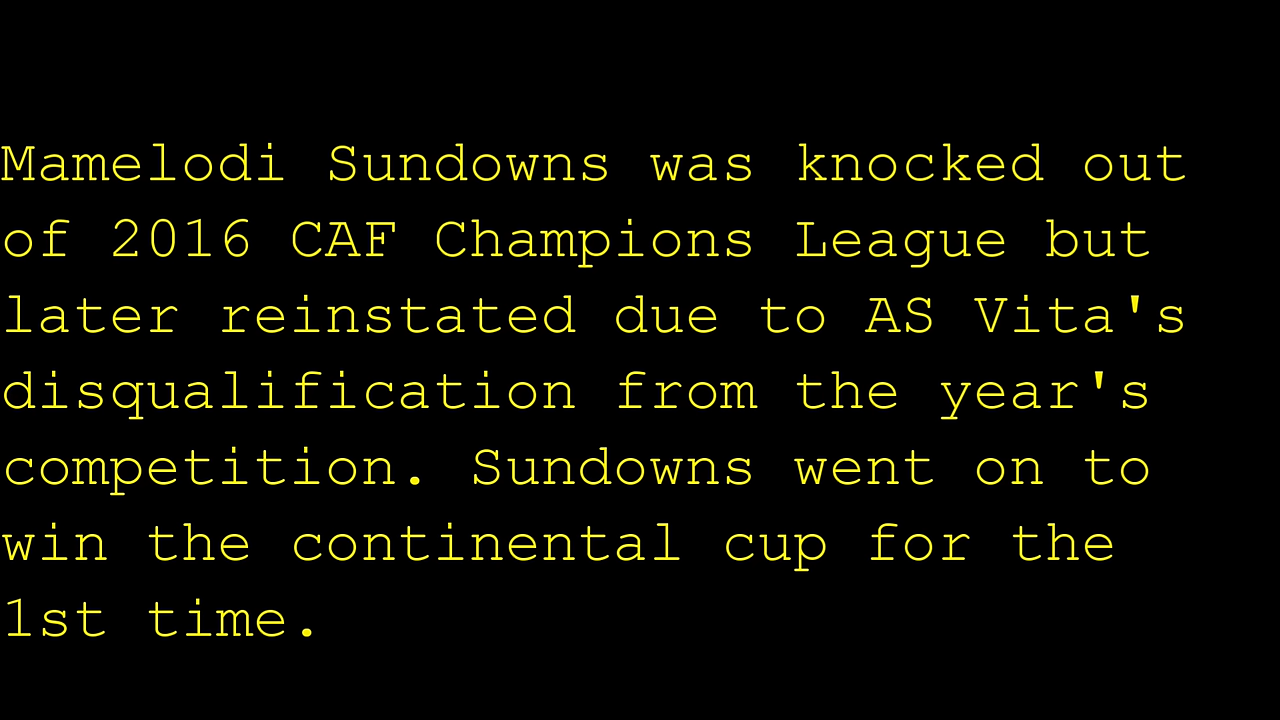 Mamelodi Sundowns was knocked out
of 2016 CAF Champions League but
later reinstated due to AS Vita's
disqualification from the year's
competition. Sundowns went on to
win the continental cup for the
1st time.